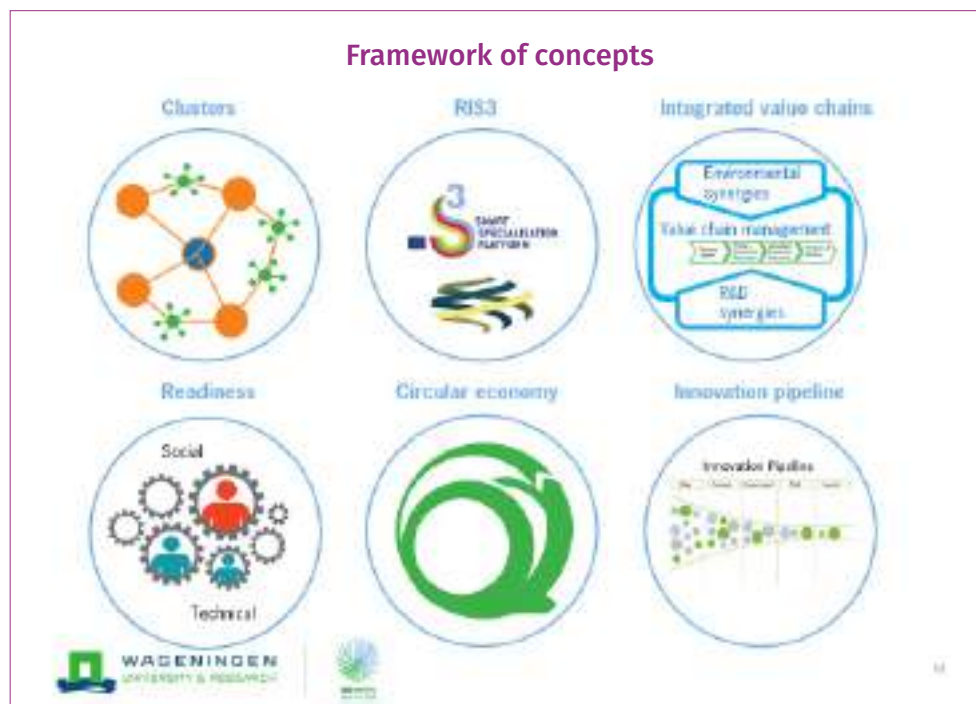 Framework of concepts
Clusters
RIS3
Integrated value chains
S3
SMART
SPECIALISATION
PLATFORM
Environmental
synergies
Value chain management
R&D
synergies
Readiness
Circular economy
Innovation pipeline
Social
Technical
Innovation Pipeline
WAGENINGEN
UNIVERSITY & RESEARCH